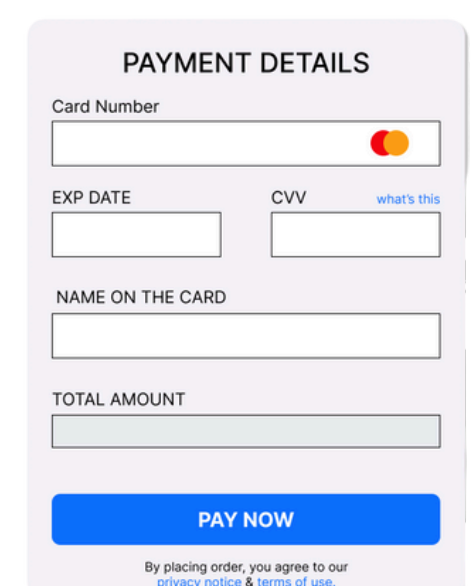 PAYMENT DETAILS
Card Number
EXP DATE
CVV
what's this
NAME ON THE CARD
TOTAL AMOUNT
PAY NOW
By placing order, you agree to our
privacy notice & terms of use.